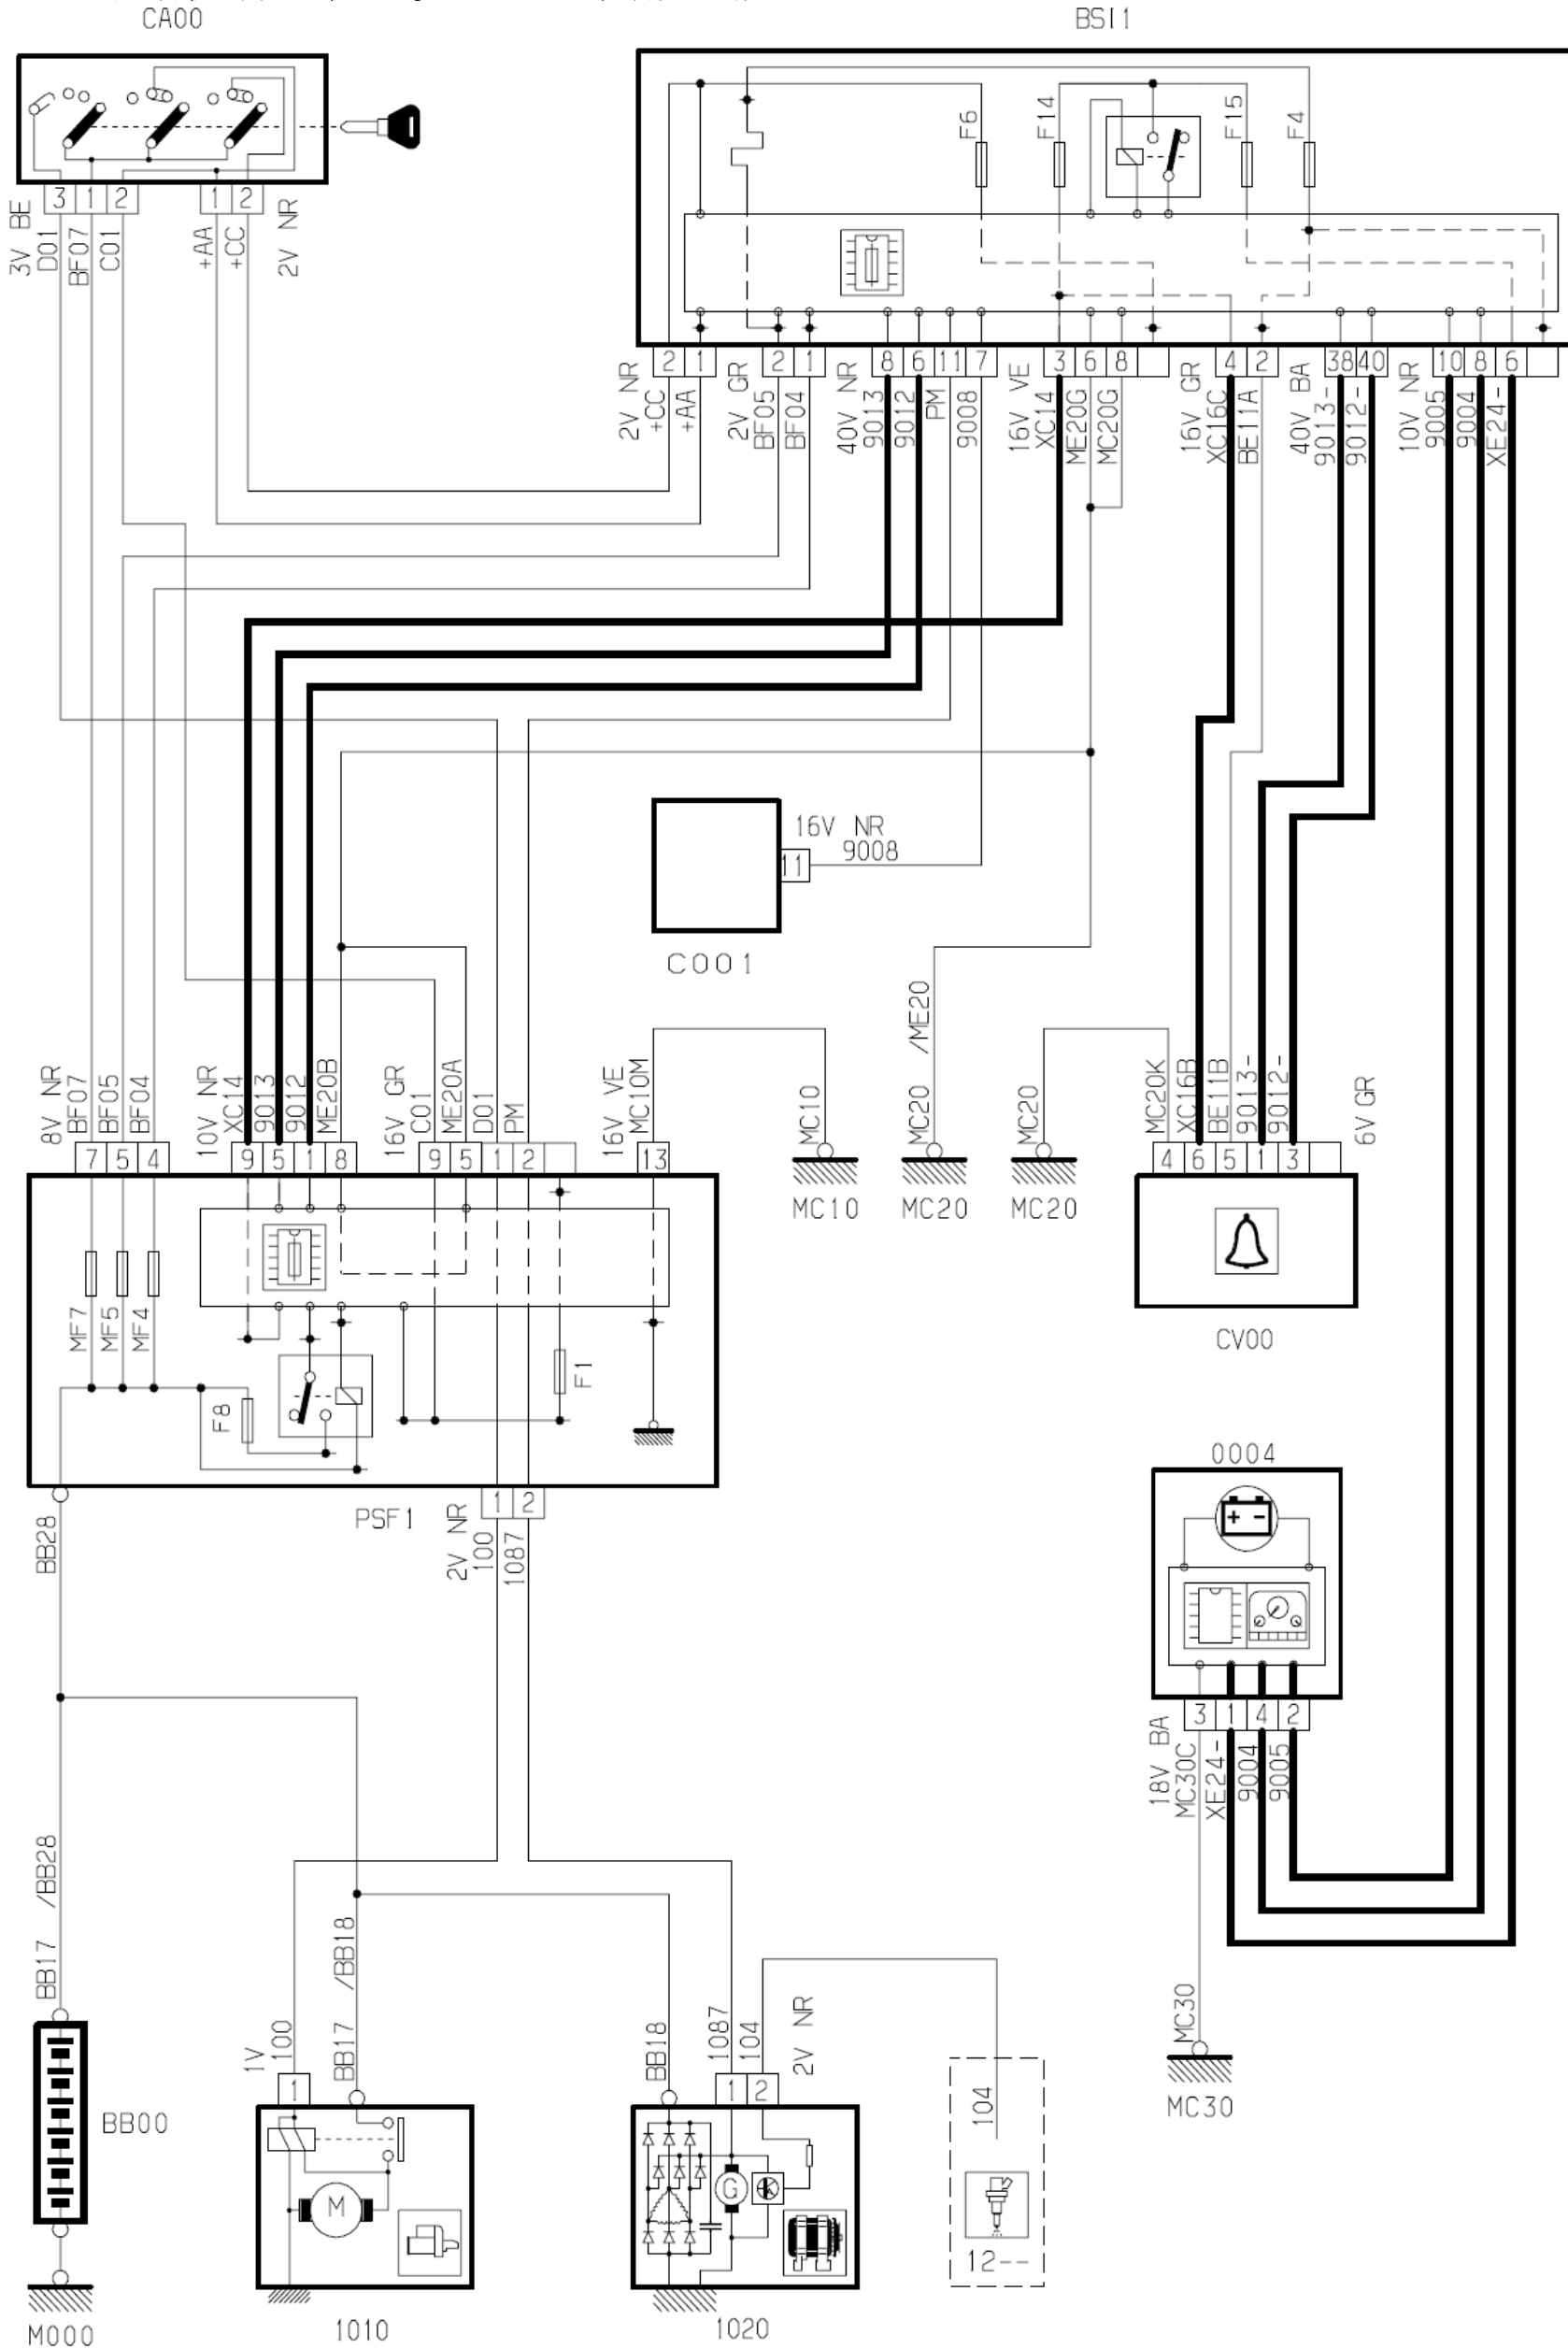 CA00
BSI1
F6
F14
F15
F4
3 1 2
1 2
3V BE
D01
BF07
C01
+AA
+CC
2V NR
2 1
2 1
8 6 11 7
3 6 8
4 2
38 40
10 8 6
2V NR
+CC
+AA
2V GR
BF05
BF04
40V NR
9013
9012
PM
9008
16V VE
XC14
ME20G
MC20G
16V GR
XC16C
BE11A
40V BA
9013-
9012-
10V NR
9005
9004
XE24-
16V NR
9008
11
C001
8V NR
BF07
BF05
BF04
10V NR
XC14
9013
9012
ME20B
16V GR
C01
ME20A
D01
PM
16V VE
MC10M
MC10
MC20 /ME20
MC20
MC20K
XC16B
BE11B
9013-
9012-
6V GR
7 5 4
9 5 1 8
9 5 1 2
13
4 6 5 1 3
MC10
MC20
MC20
MF7
MF5
MF4
F8
F1
CV00
PSF1
1 2
BB28
2V NR
100
1087
0004
+ -
3 1 4 2
18V BA
MC30C
XE24-
9004
9005
BB17 /BB28
1V
100
BB17 /BB18
BB18
1087
104
2V NR
MC30
MC30
1
1 2
BB00
M
G
104
12--
M000
1010
1020